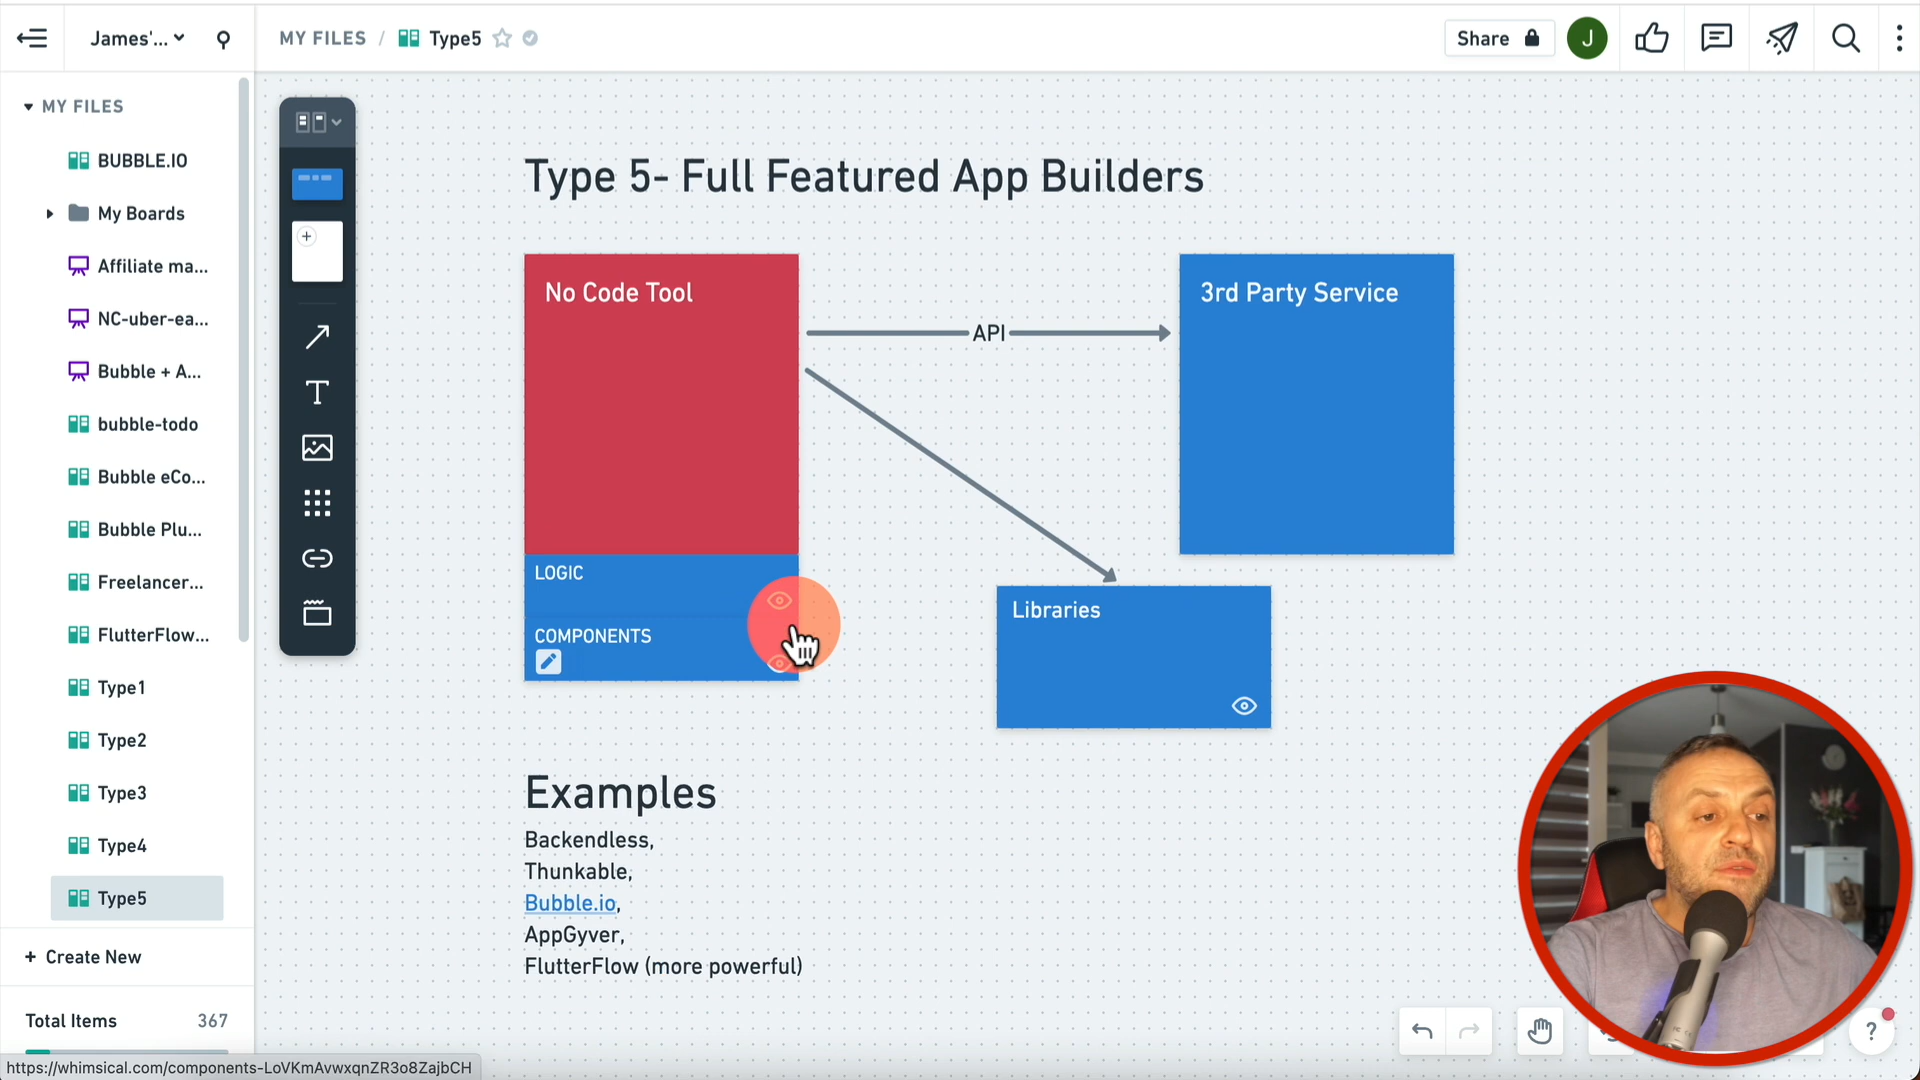 James'...
MY FILES / Type5
Share
J
MY FILES
BUBBLE.IO
My Boards
Affiliate ma...
NC-uber-ea...
Bubble + A...
bubble-todo
Bubble eCo...
Bubble Plu...
Freelancer...
FlutterFlow...
Type1
Type2
Type3
Type4
Type5
+ Create New
Total Items 367
https://whimsical.com/components-LoVKmAvwxqnZR3o8ZajbCH
Type 5- Full Featured App Builders
No Code Tool
API
3rd Party Service
LOGIC
COMPONENTS
Libraries
Examples
Backendless,
Thunkable,
Bubble.io,
AppGyver,
FlutterFlow (more powerful)
?